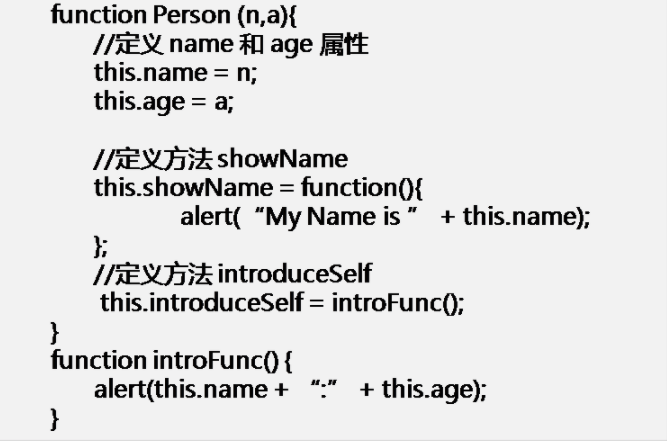 function Person (n,a){
//定义 name 和 age 属性
this.name = n;
this.age = a;
//定义方法 showName
this.showName = function(){
alert( “My Name is ” + this.name);
};
//定义方法 introduceSelf
this.introduceSelf = introFunc();
}
function introFunc() {
alert(this.name + “:” + this.age);
}